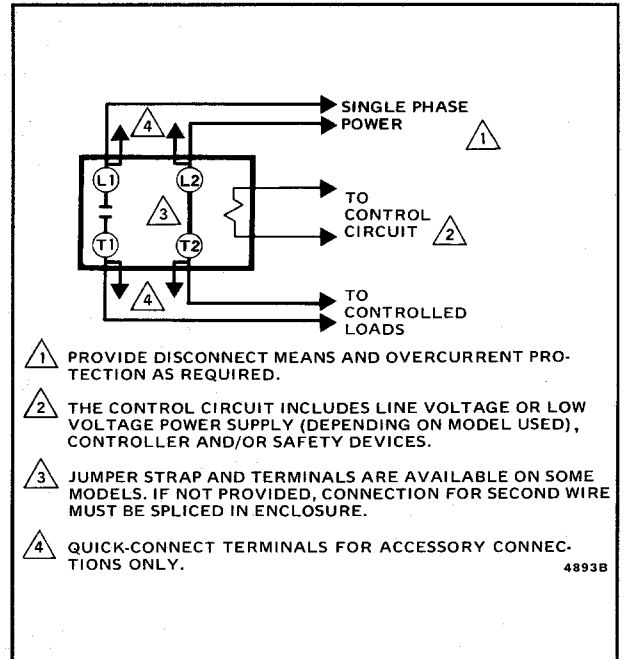 SINGLE PHASE
POWER
1
4
L1
L2
3
TO
CONTROL
CIRCUIT
2
T1
T2
4
TO
CONTROLLED
LOADS
1 PROVIDE DISCONNECT MEANS AND OVERCURRENT PRO-
TECTION AS REQUIRED.
2 THE CONTROL CIRCUIT INCLUDES LINE VOLTAGE OR LOW
VOLTAGE POWER SUPPLY (DEPENDING ON MODEL USED),
CONTROLLER AND/OR SAFETY DEVICES.
3 JUMPER STRAP AND TERMINALS ARE AVAILABLE ON SOME
MODELS. IF NOT PROVIDED, CONNECTION FOR SECOND WIRE
MUST BE SPLICED IN ENCLOSURE.
4 QUICK-CONNECT TERMINALS FOR ACCESSORY CONNEC-
TIONS ONLY.
4893B